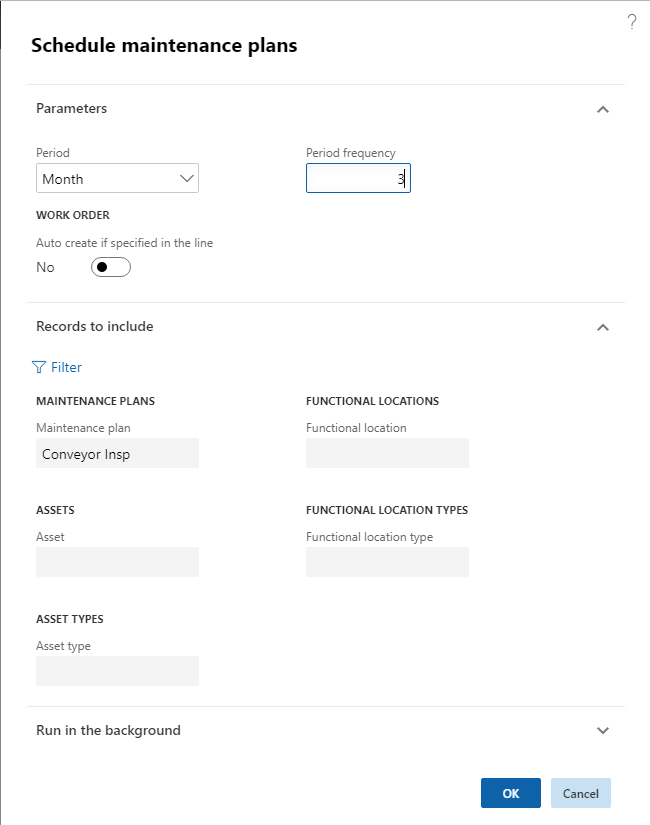 ?
Schedule maintenance plans
Parameters
Period
Period frequency
Month
3
WORK ORDER
Auto create if specified in the line
No
Records to include
Filter
MAINTENANCE PLANS
FUNCTIONAL LOCATIONS
Maintenance plan
Functional location
Conveyor Insp
ASSETS
FUNCTIONAL LOCATION TYPES
Asset
Functional location type
ASSET TYPES
Asset type
Run in the background
OK
Cancel